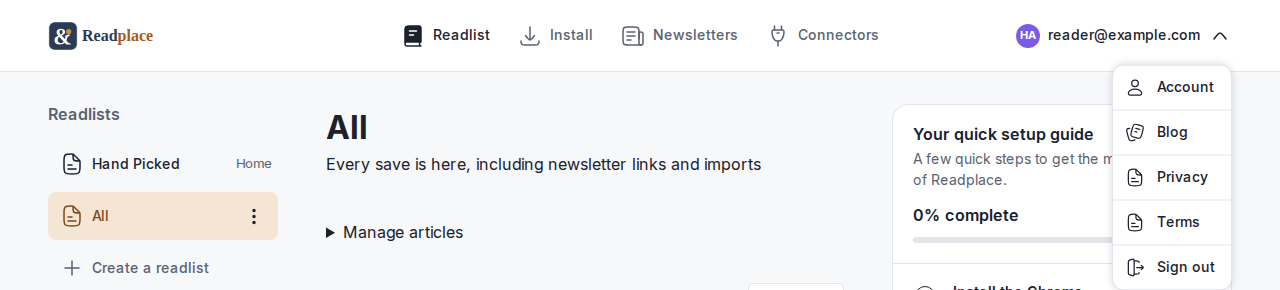 & Readplace
Readlist
Install
Newsletters
Connectors
HA reader@example.com
Account
Blog
Privacy
Terms
Sign out
Readlists
Hand Picked Home
All
Create a readlist
All
Every save is here, including newsletter links and imports
Manage articles
Your quick setup guide
A few quick steps to get the
of Readplace.
0% complete